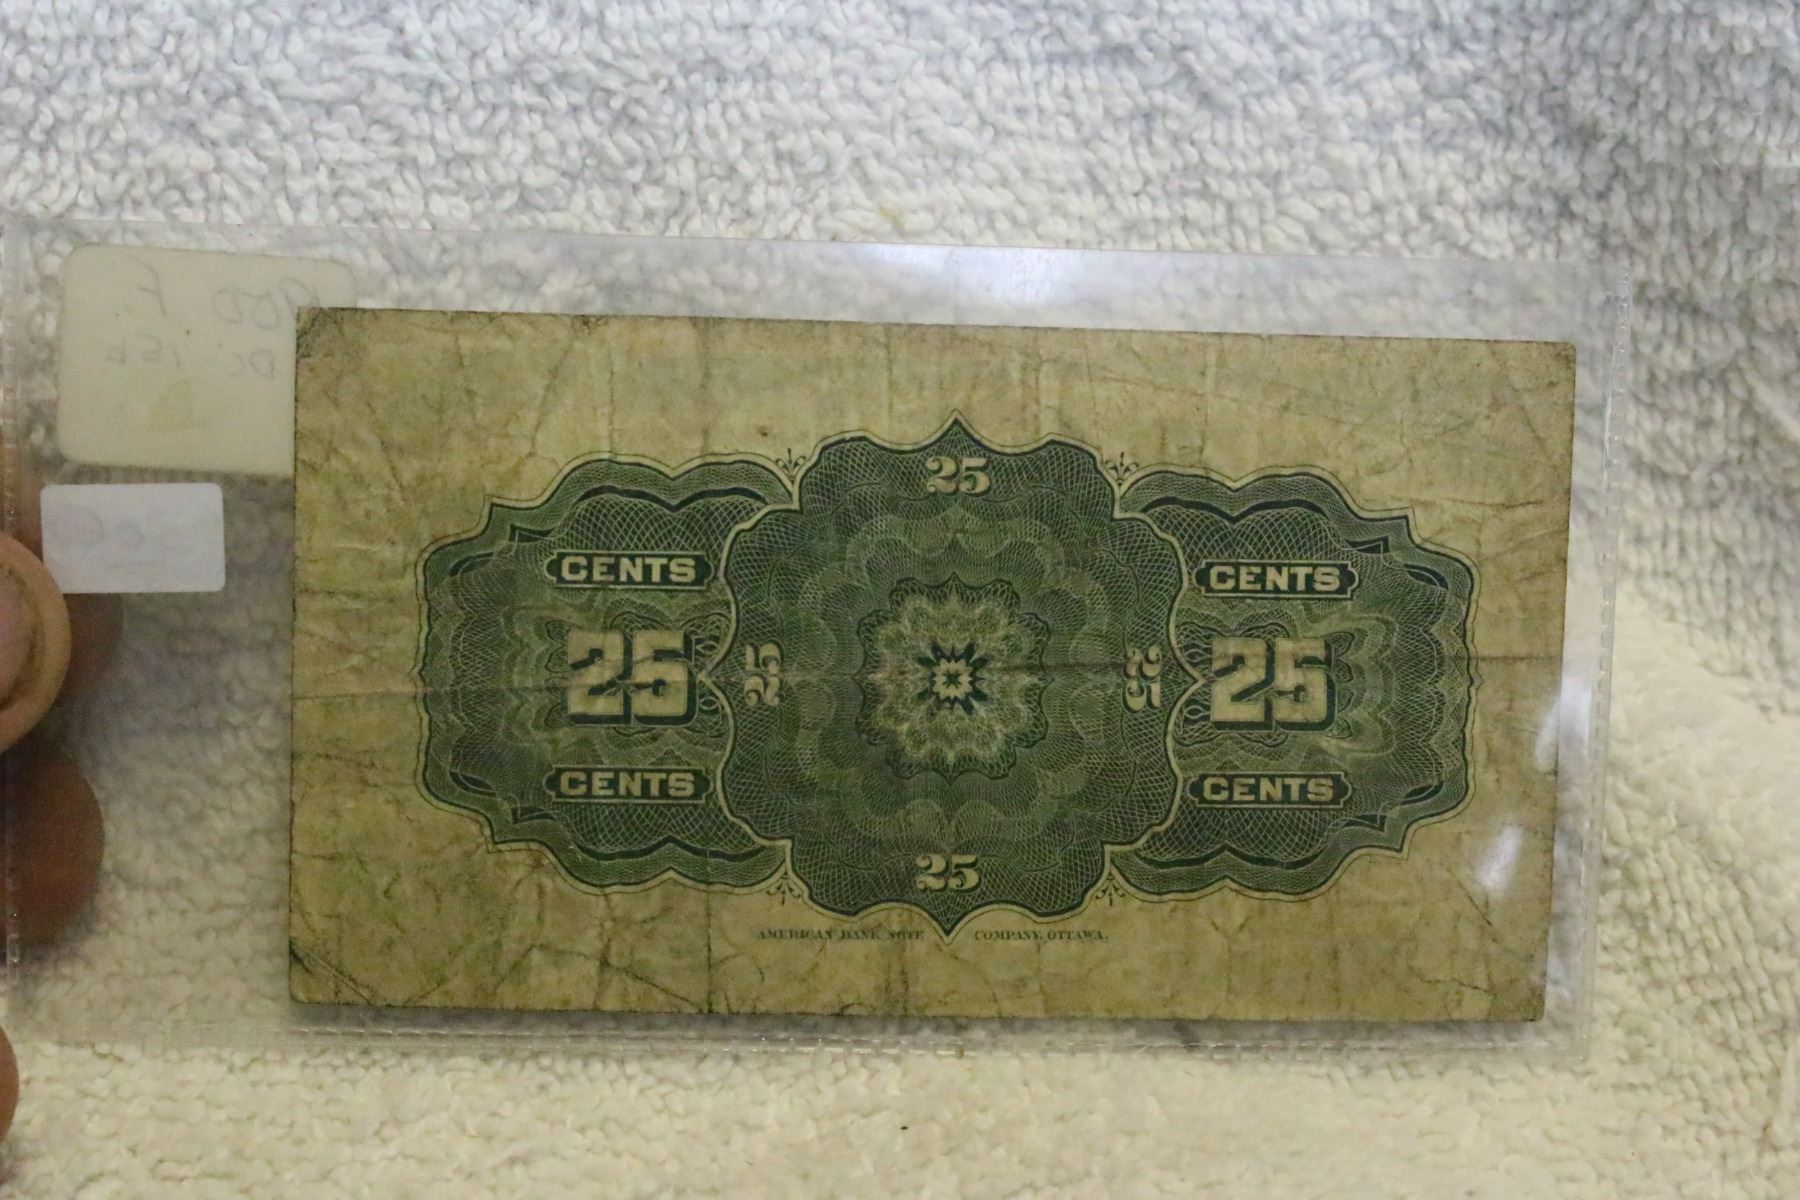 25
CENTS CENTS
25 25 25 25
CENTS CENTS
25
AMERICAN BANK NOTE COMPANY, OTTAWA.